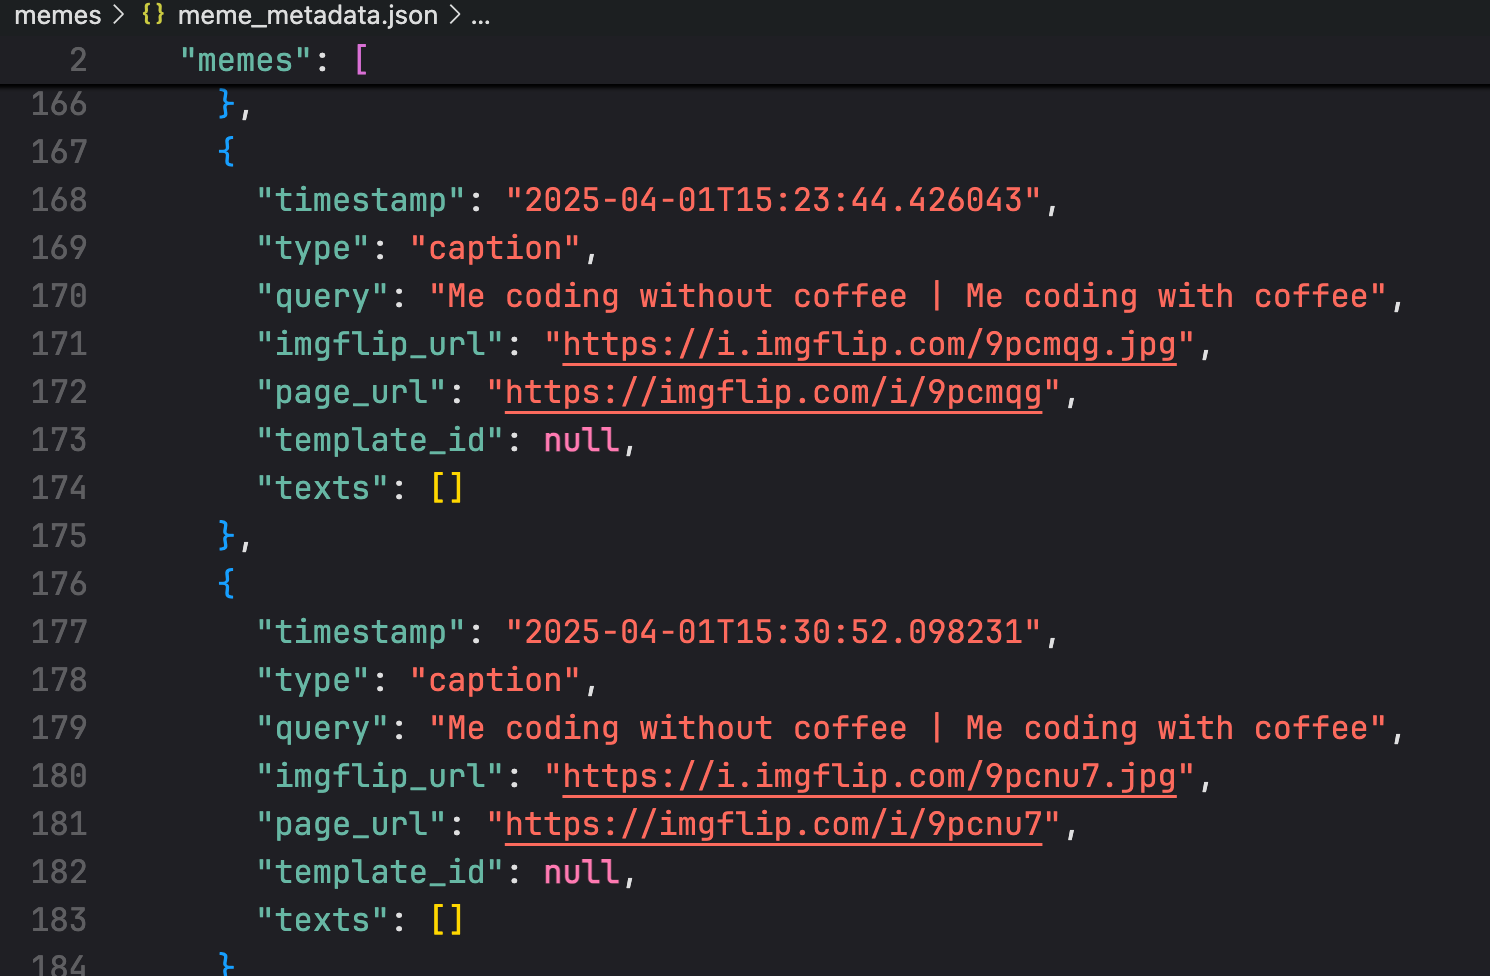 memes > {} meme_metadata.json > ...
2 "memes": [
166 },
167 {
168 "timestamp": "2025-04-01T15:23:44.426043",
169 "type": "caption",
170 "query": "Me coding without coffee | Me coding with coffee",
171 "imgflip_url": "https://i.imgflip.com/9pcmqg.jpg",
172 "page_url": "https://imgflip.com/i/9pcmqg",
173 "template_id": null,
174 "texts": []
175 },
176 {
177 "timestamp": "2025-04-01T15:30:52.098231",
178 "type": "caption",
179 "query": "Me coding without coffee | Me coding with coffee",
180 "imgflip_url": "https://i.imgflip.com/9pcnu7.jpg",
181 "page_url": "https://imgflip.com/i/9pcnu7",
182 "template_id": null,
183 "texts": []
184 }